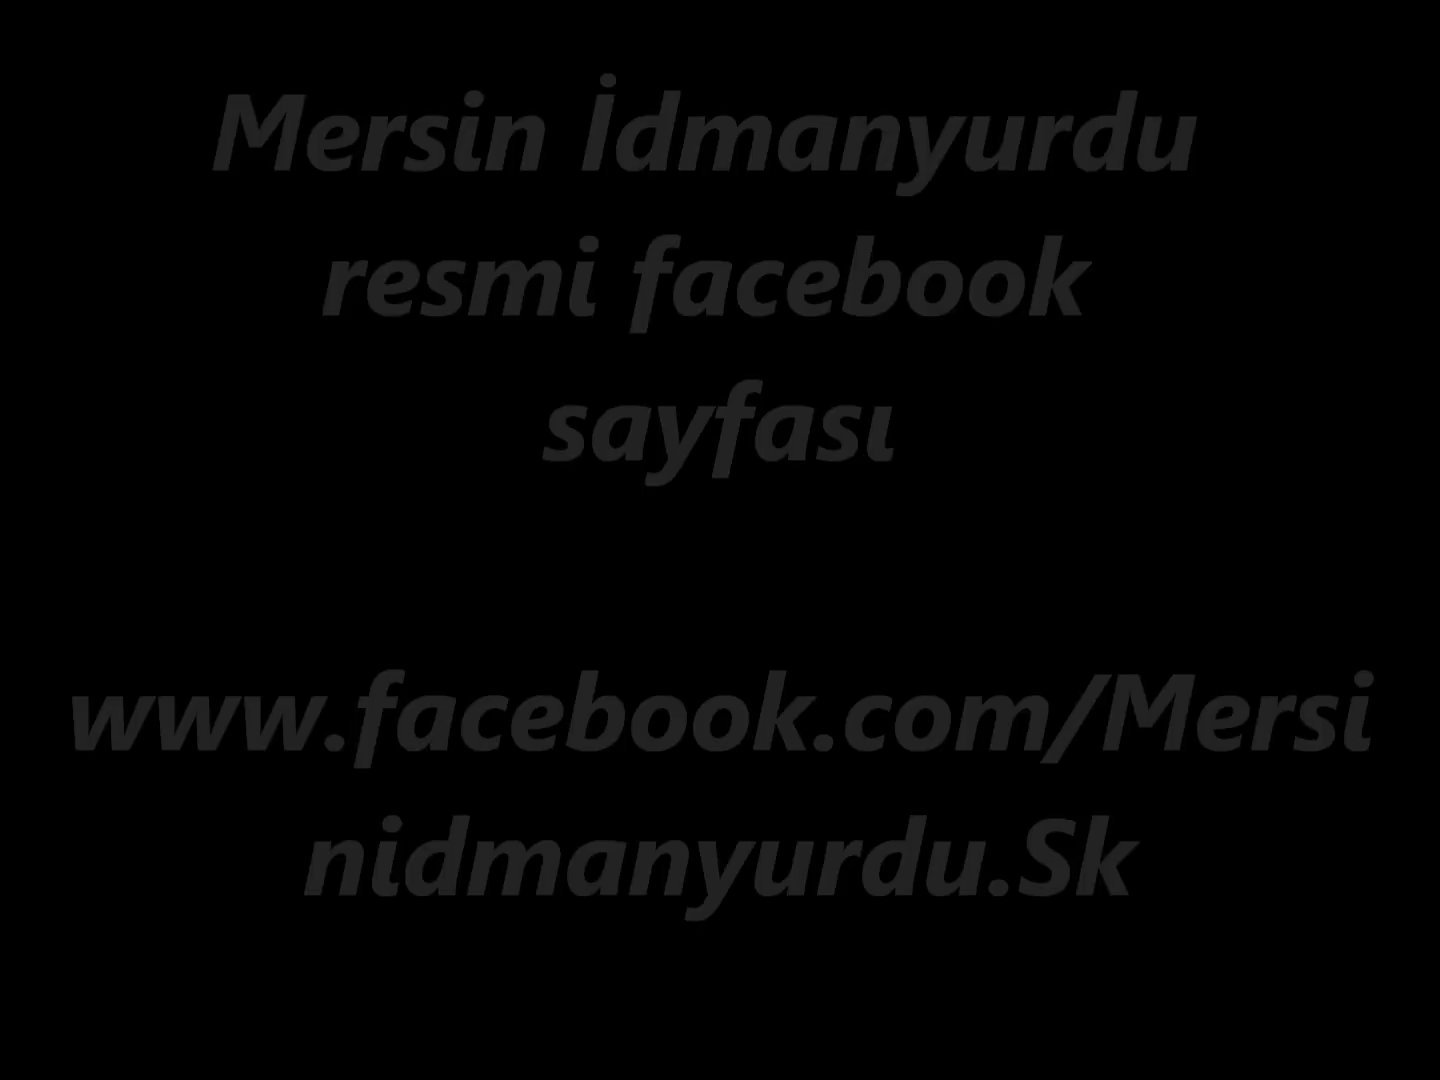 Mersin İdmanyurdu
resmi facebook
sayfası
www.facebook.com/Mersi
nidmanyurdu.Sk